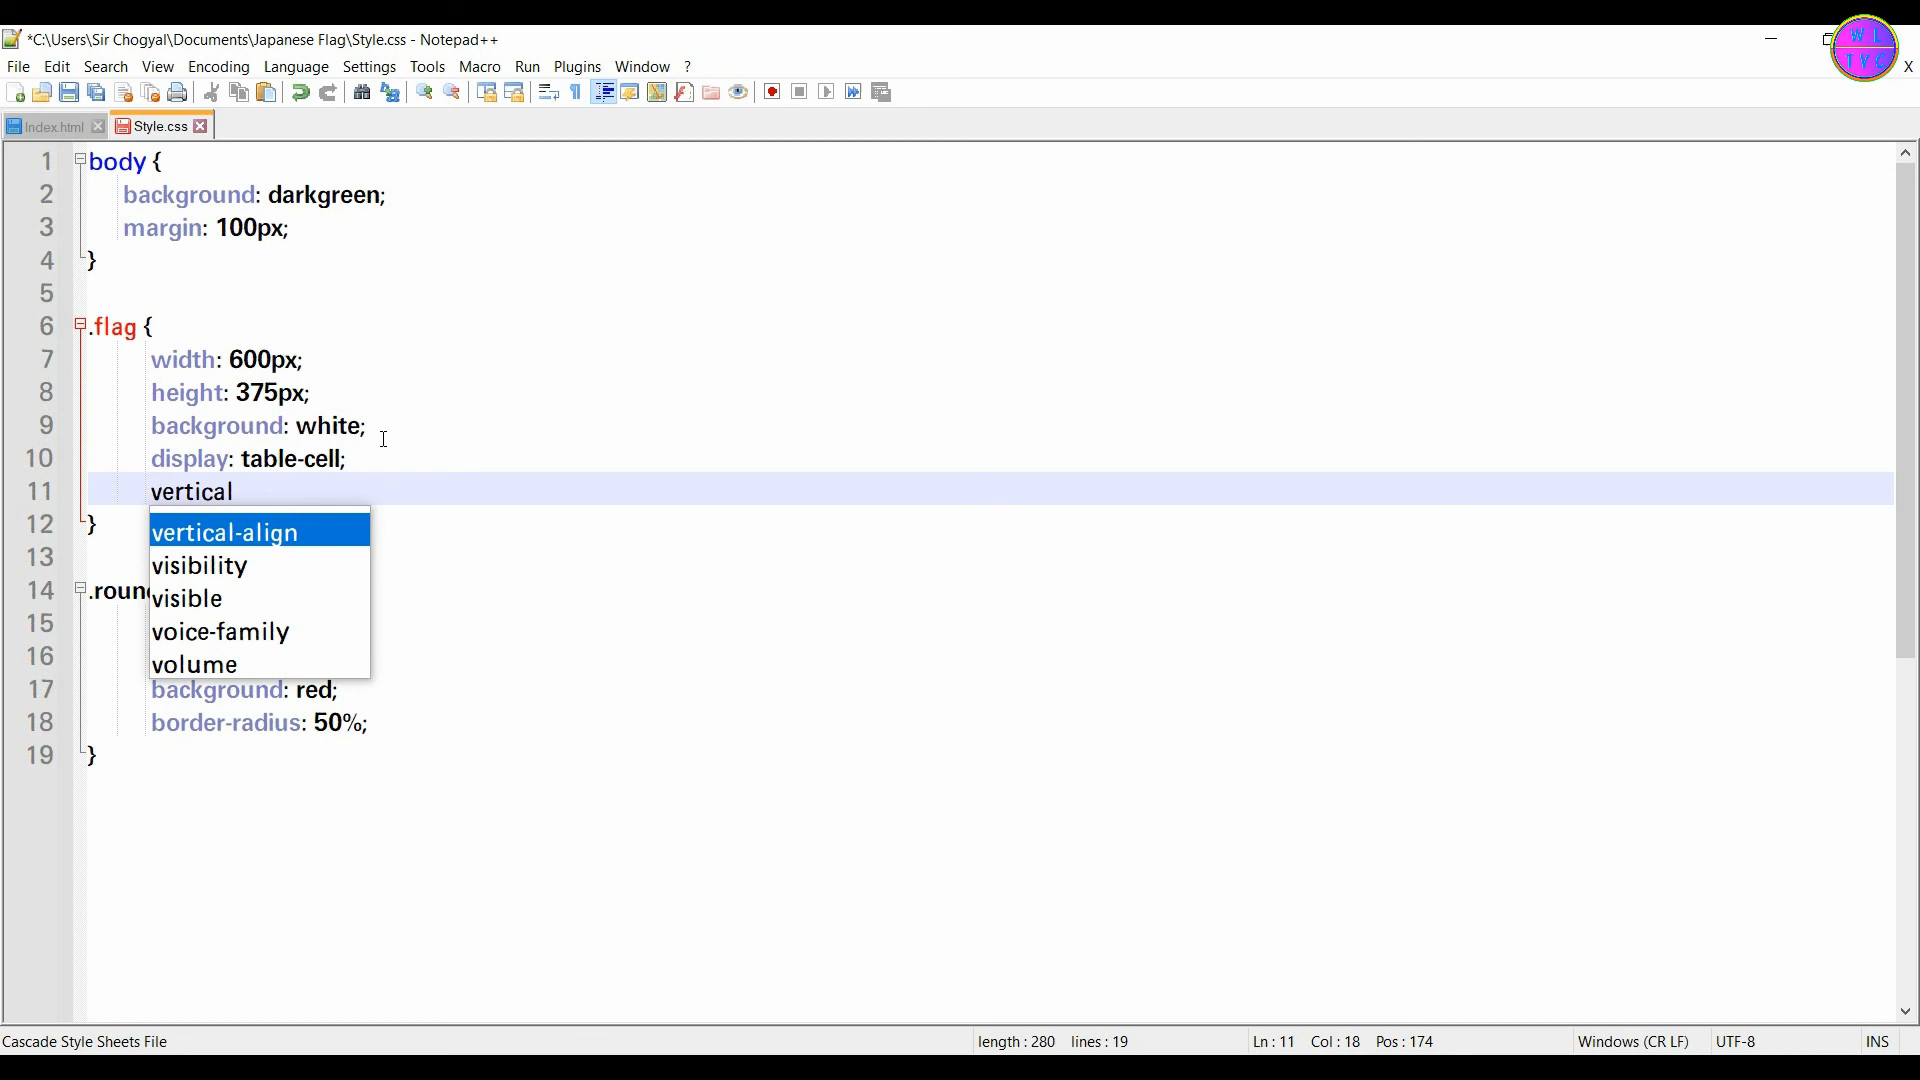 W L
T Y C
*C:\Users\Sir Chogyal\Documents\Japanese Flag\Style.css - Notepad++
File Edit Search View Encoding Language Settings Tools Macro Run Plugins Window ? X
Index.html Style.css
1 body {
2 background: darkgreen;
3 margin: 100px;
4 }
5
6 .flag {
7 width: 600px;
8 height: 375px;
9 background: white;
10 display: table-cell;
11 vertical
12 }
vertical-align
13
visibility
14 .roun
visible
15
voice-family
16
volume
17 background: red;
18 border-radius: 50%;
19 }
Cascade Style Sheets File length : 280 lines : 19 Ln : 11 Col : 18 Pos : 174 Windows (CR LF) UTF-8 INS